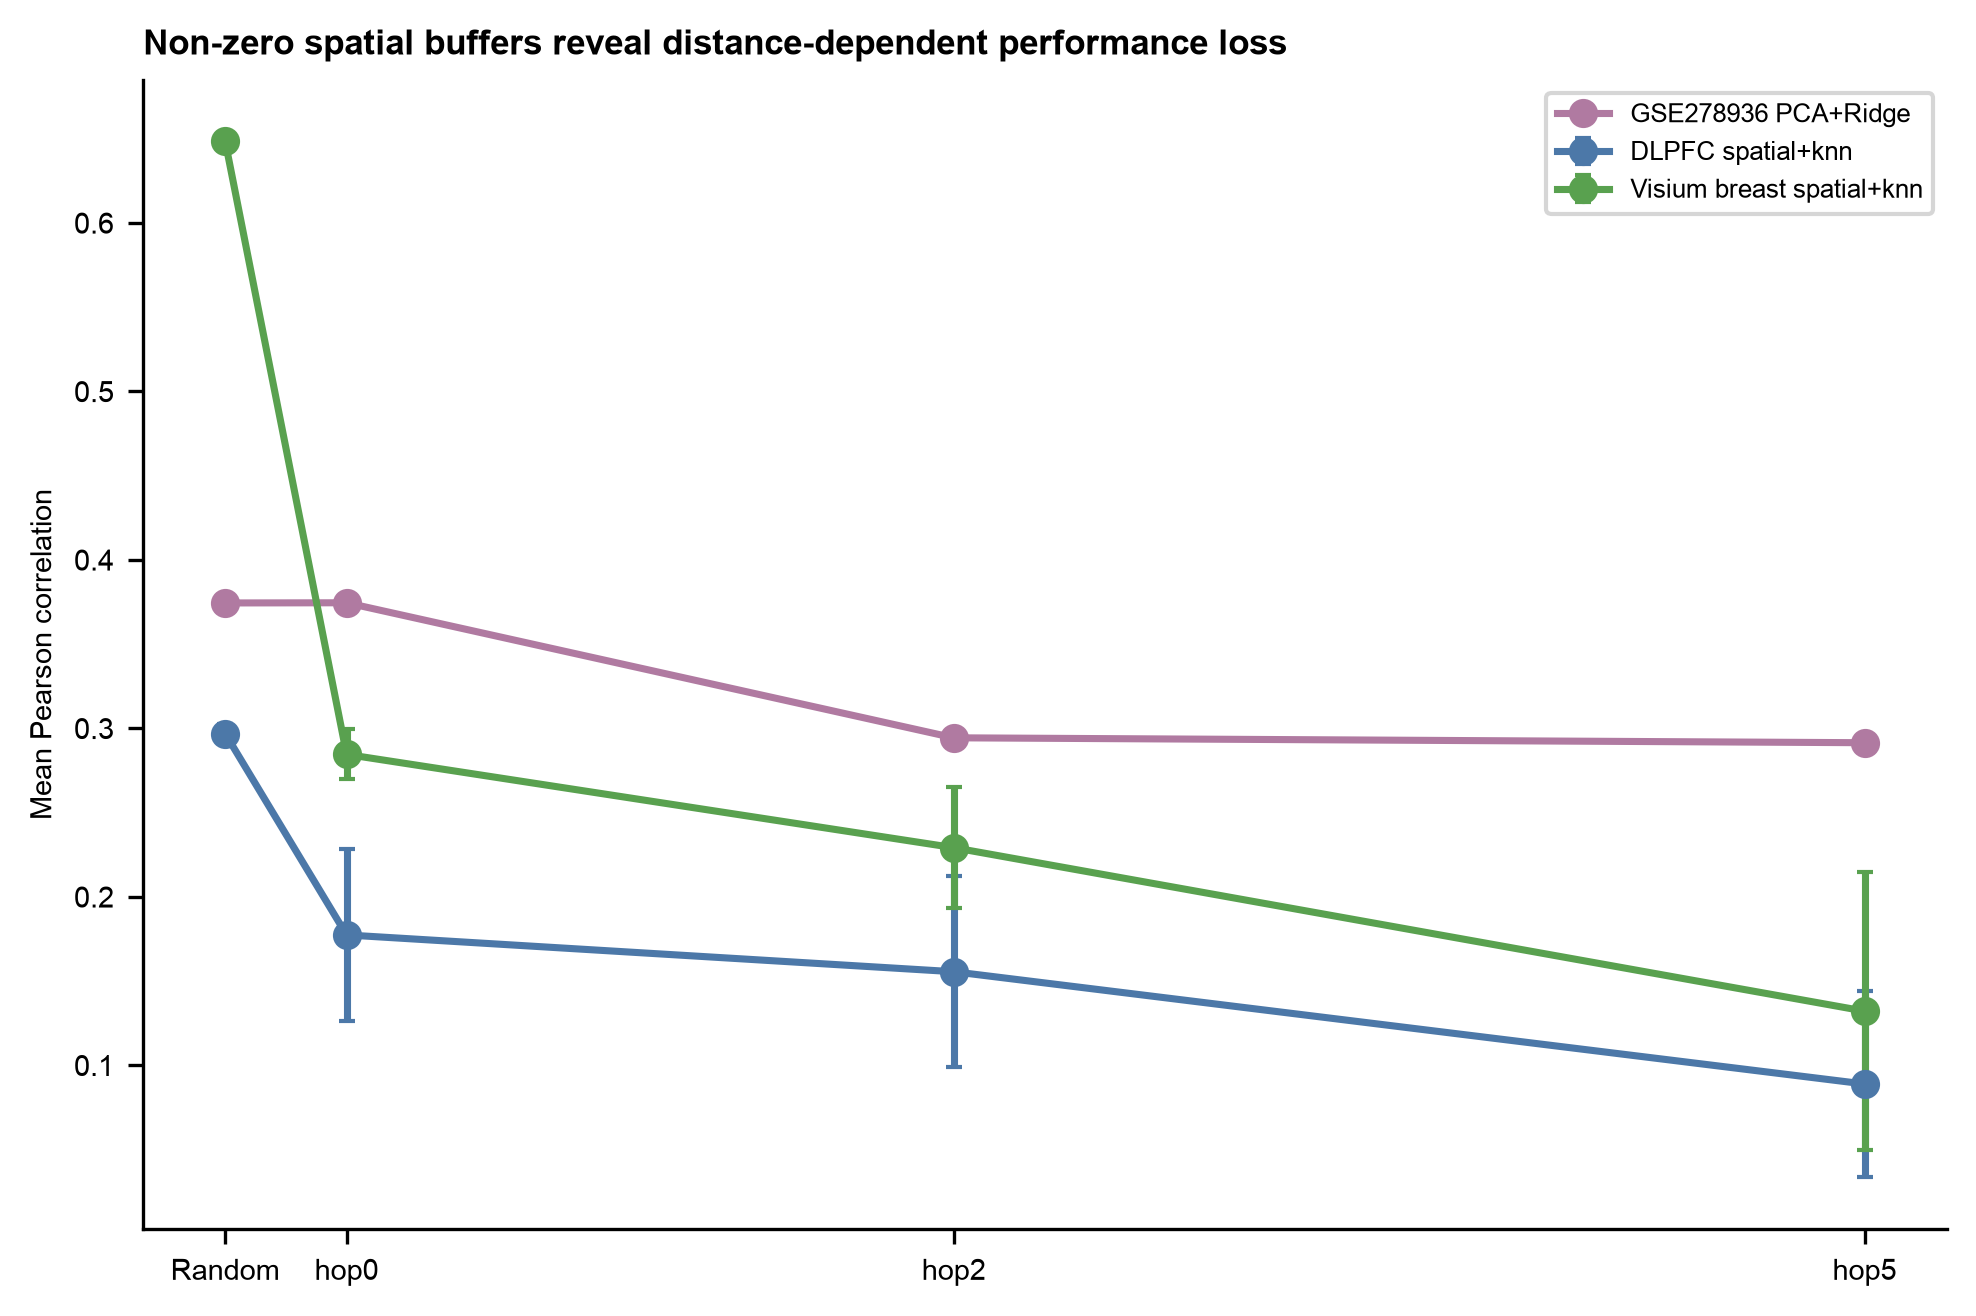 Non-zero spatial buffers reveal distance-dependent performance loss
GSE278936 PCA+Ridge
DLPFC spatial+knn
Visium breast spatial+knn
Mean Pearson correlation
0.6
0.5
0.4
0.3
0.2
0.1
Random hop0 hop2 hop5